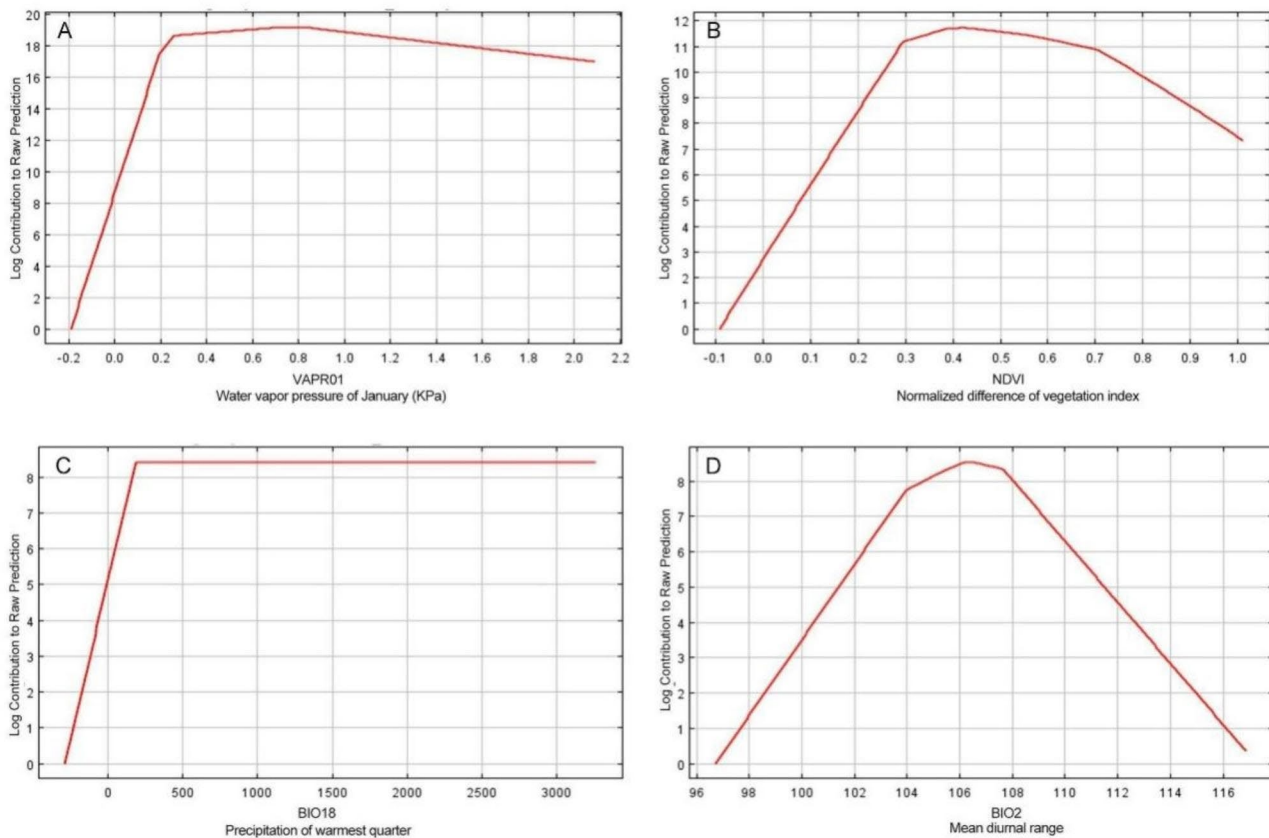 A
Log Contribution to Raw Prediction
20
18
16
14
12
10
8
6
4
2
0
-0.2 0.0 0.2 0.4 0.6 0.8 1.0 1.2 1.4 1.6 1.8 2.0 2.2
VAPR01
Water vapor pressure of January (KPa)
B
Log Contribution to Raw Prediction
12
11
10
9
8
7
6
5
4
3
2
1
0
-0.1 0.0 0.1 0.2 0.3 0.4 0.5 0.6 0.7 0.8 0.9 1.0
NDVI
Normalized difference of vegetation index
C
Log Contribution to Raw Prediction
8
7
6
5
4
3
2
1
0
0 500 1000 1500 2000 2500 3000
BIO18
Precipitation of warmest quarter
D
Log Contribution to Raw Prediction
8
7
6
5
4
3
2
1
0
96 98 100 102 104 106 108 110 112 114 116
BIO2
Mean diurnal range